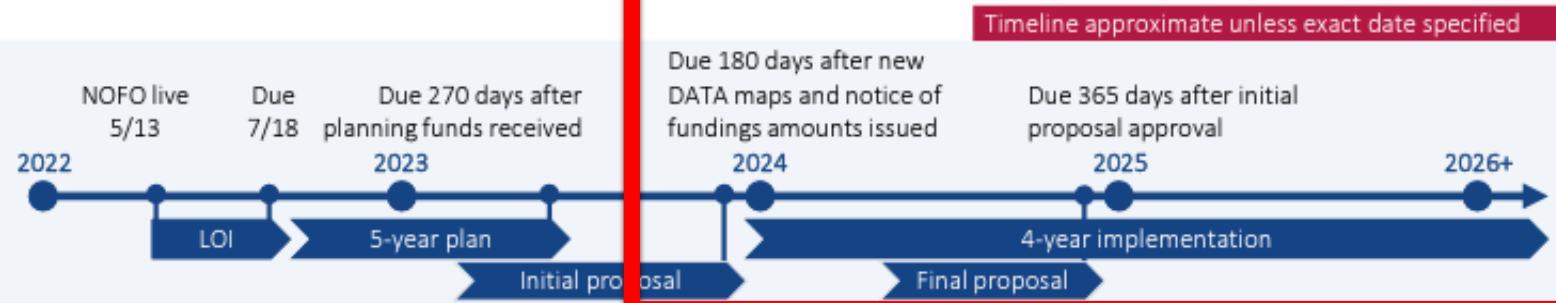 Timeline approximate unless exact date specified
NOFO live
5/13
Due
7/18
Due 270 days after
planning funds received
Due 180 days after new
DATA maps and notice of
fundings amounts issued
Due 365 days after initial
proposal approval
2022
2023
2024
2025
2026+
LOI
5-year plan
4-year implementation
Initial proposal
Final proposal